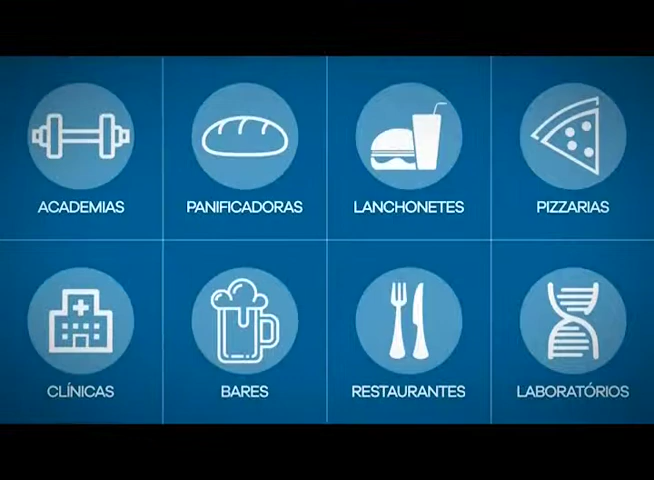 ACADEMIAS
PANIFICADORAS
LANCHONETES
PIZZARIAS
CLÍNICAS
BARES
RESTAURANTES
LABORATÓRIOS